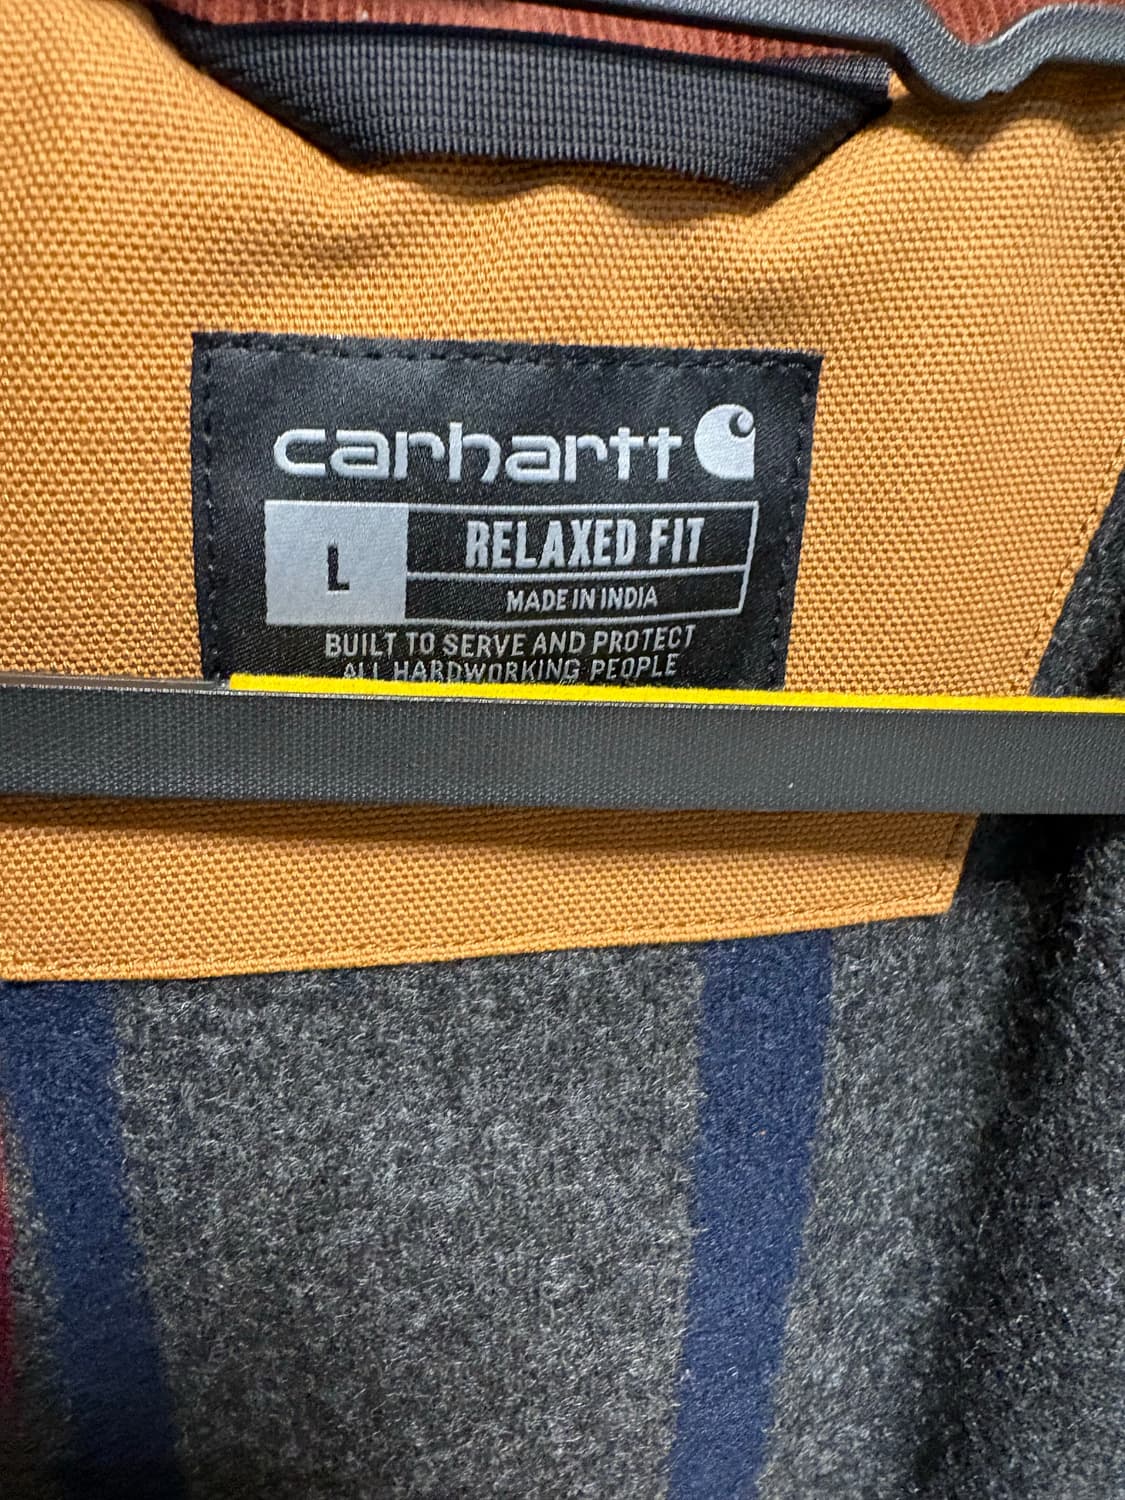 carhartt
L
RELAXED FIT
MADE IN INDIA
BUILT TO SERVE AND PROTECT
ALL HARDWORKING PEOPLE